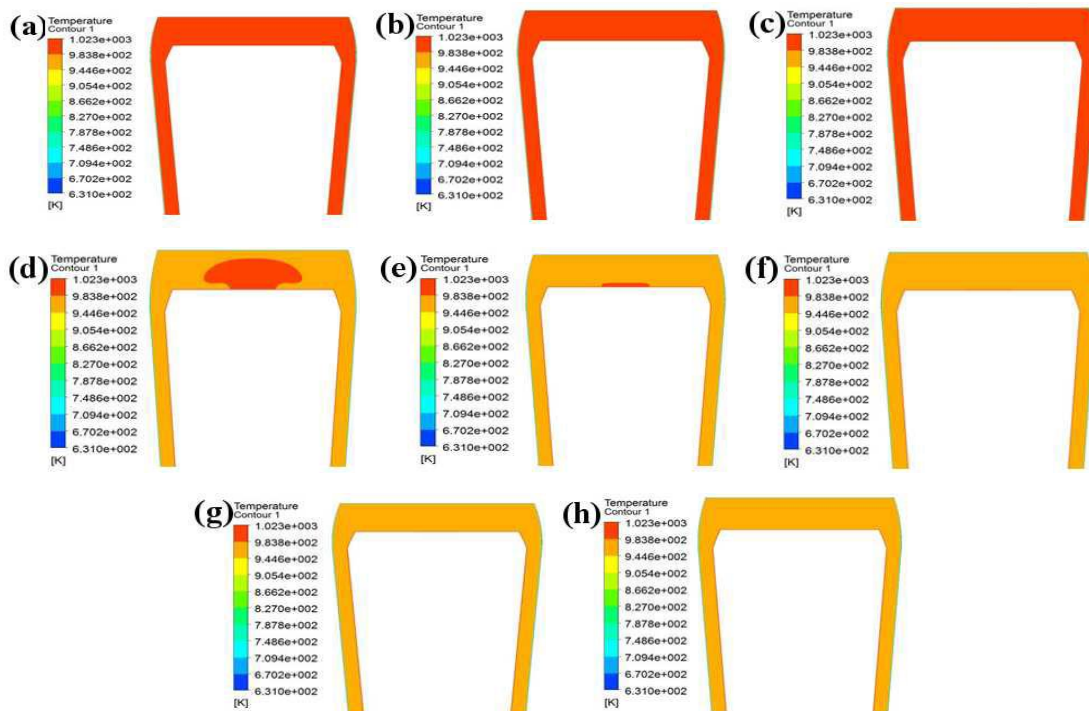 (a)
Temperature
Contour 1
1.023e+003
9.838e+002
9.446e+002
9.054e+002
8.662e+002
8.270e+002
7.878e+002
7.486e+002
7.094e+002
6.702e+002
6.310e+002
[K]
(b)
Temperature
Contour 1
1.023e+003
9.838e+002
9.446e+002
9.054e+002
8.662e+002
8.270e+002
7.878e+002
7.486e+002
7.094e+002
6.702e+002
6.310e+002
[K]
(c)
Temperature
Contour 1
1.023e+003
9.838e+002
9.446e+002
9.054e+002
8.662e+002
8.270e+002
7.878e+002
7.486e+002
7.094e+002
6.702e+002
6.310e+002
[K]
(d)
Temperature
Contour 1
1.023e+003
9.838e+002
9.446e+002
9.054e+002
8.662e+002
8.270e+002
7.878e+002
7.486e+002
7.094e+002
6.702e+002
6.310e+002
[K]
(e)
Temperature
Contour 1
1.023e+003
9.838e+002
9.446e+002
9.054e+002
8.662e+002
8.270e+002
7.878e+002
7.486e+002
7.094e+002
6.702e+002
6.310e+002
[K]
(f)
Temperature
Contour 1
1.023e+003
9.838e+002
9.446e+002
9.054e+002
8.662e+002
8.270e+002
7.878e+002
7.486e+002
7.094e+002
6.702e+002
6.310e+002
[K]
(g)
Temperature
Contour 1
1.023e+003
9.838e+002
9.446e+002
9.054e+002
8.662e+002
8.270e+002
7.878e+002
7.486e+002
7.094e+002
6.702e+002
6.310e+002
[K]
(h)
Temperature
Contour 1
1.023e+003
9.838e+002
9.446e+002
9.054e+002
8.662e+002
8.270e+002
7.878e+002
7.486e+002
7.094e+002
6.702e+002
6.310e+002
[K]